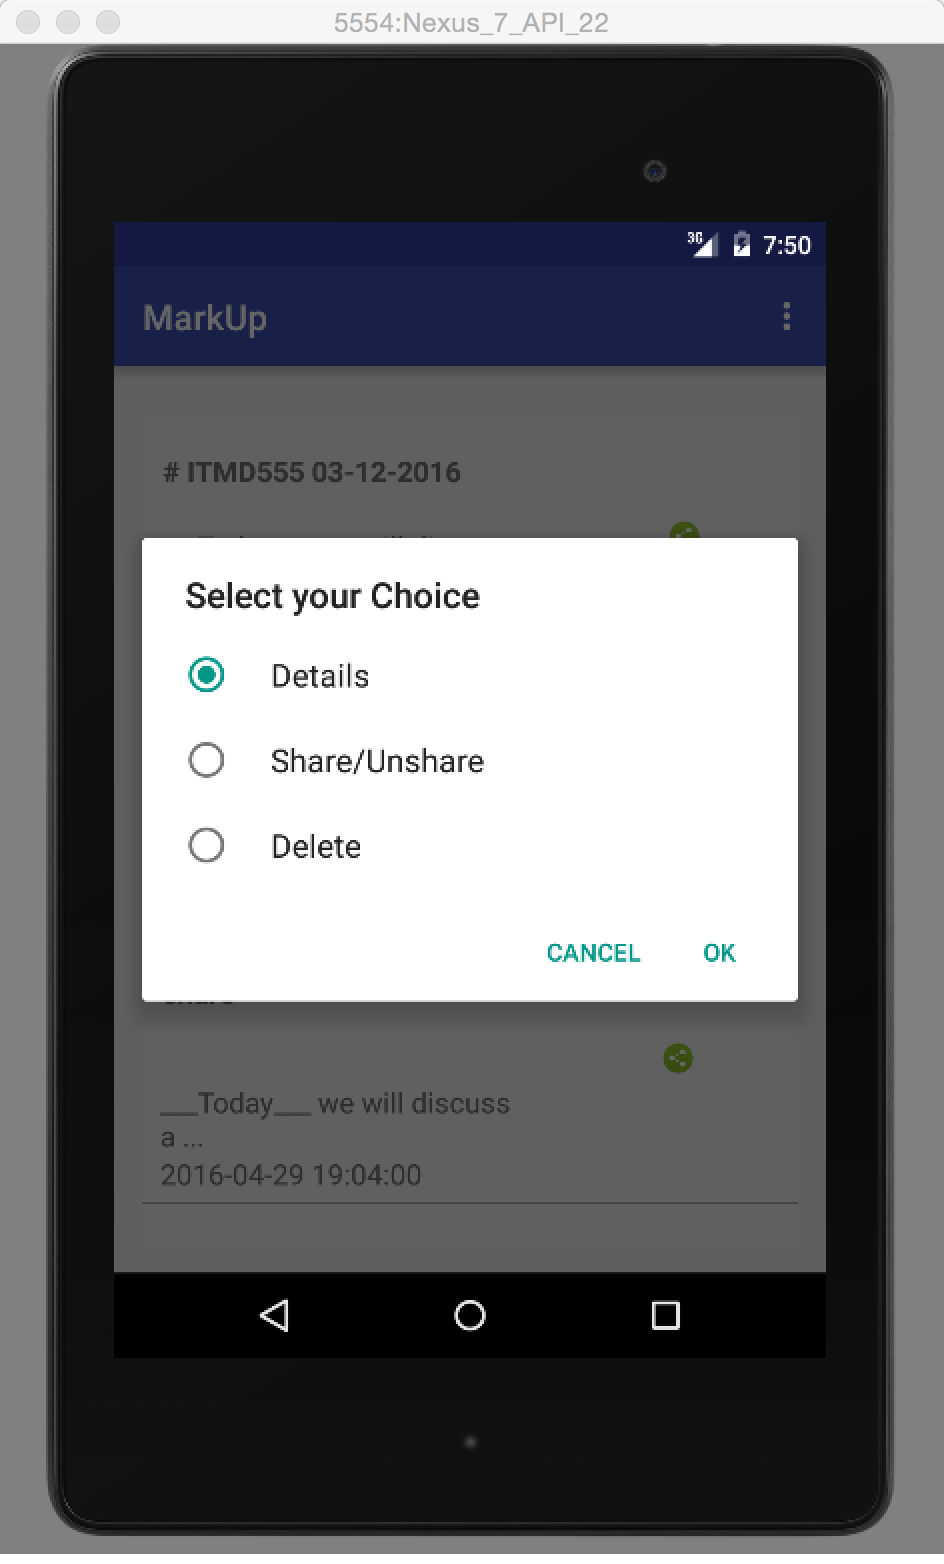 5554:Nexus_7_API_22
3G 7:50
MarkUp
# ITMD555 03-12-2016
Select your Choice
Details
Share/Unshare
Delete
CANCEL OK
___Today___ we will discuss
a ...
2016-04-29 19:04:00